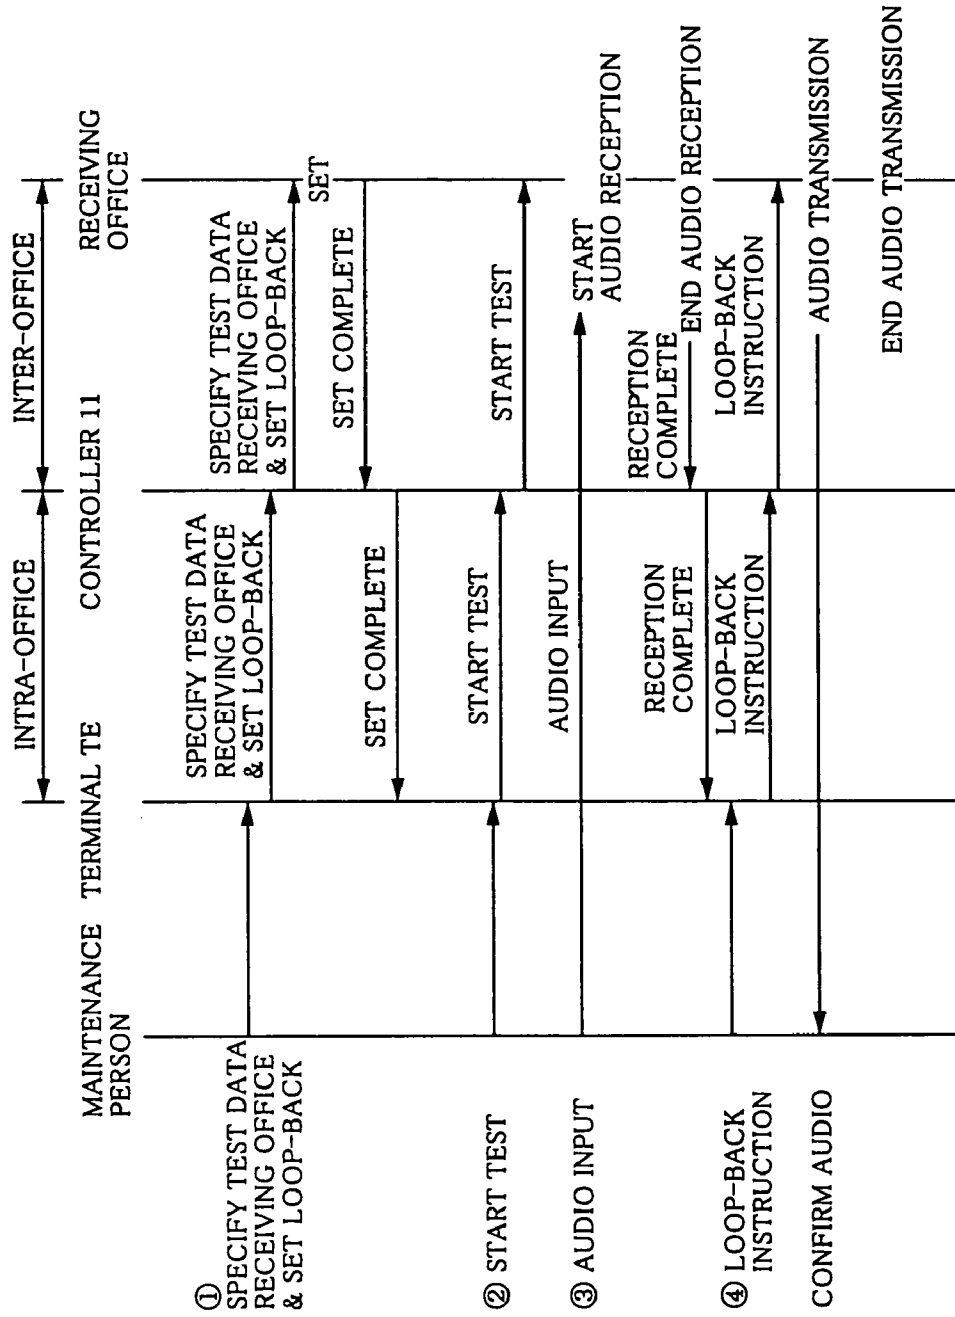 INTRA-OFFICE
INTER-OFFICE
MAINTENANCE
PERSON
TERMINAL TE
CONTROLLER 11
RECEIVING
OFFICE
①
SPECIFY TEST DATA
RECEIVING OFFICE
& SET LOOP-BACK
SPECIFY TEST DATA
RECEIVING OFFICE
& SET LOOP-BACK
SPECIFY TEST DATA
RECEIVING OFFICE
& SET LOOP-BACK
SET
SET COMPLETE
SET COMPLETE
② START TEST
START TEST
START TEST
③ AUDIO INPUT
AUDIO INPUT
START
AUDIO RECEPTION
RECEPTION
COMPLETE
END AUDIO RECEPTION
RECEPTION
COMPLETE
④ LOOP-BACK
INSTRUCTION
LOOP-BACK
INSTRUCTION
LOOP-BACK
INSTRUCTION
CONFIRM AUDIO
AUDIO TRANSMISSION
END AUDIO TRANSMISSION